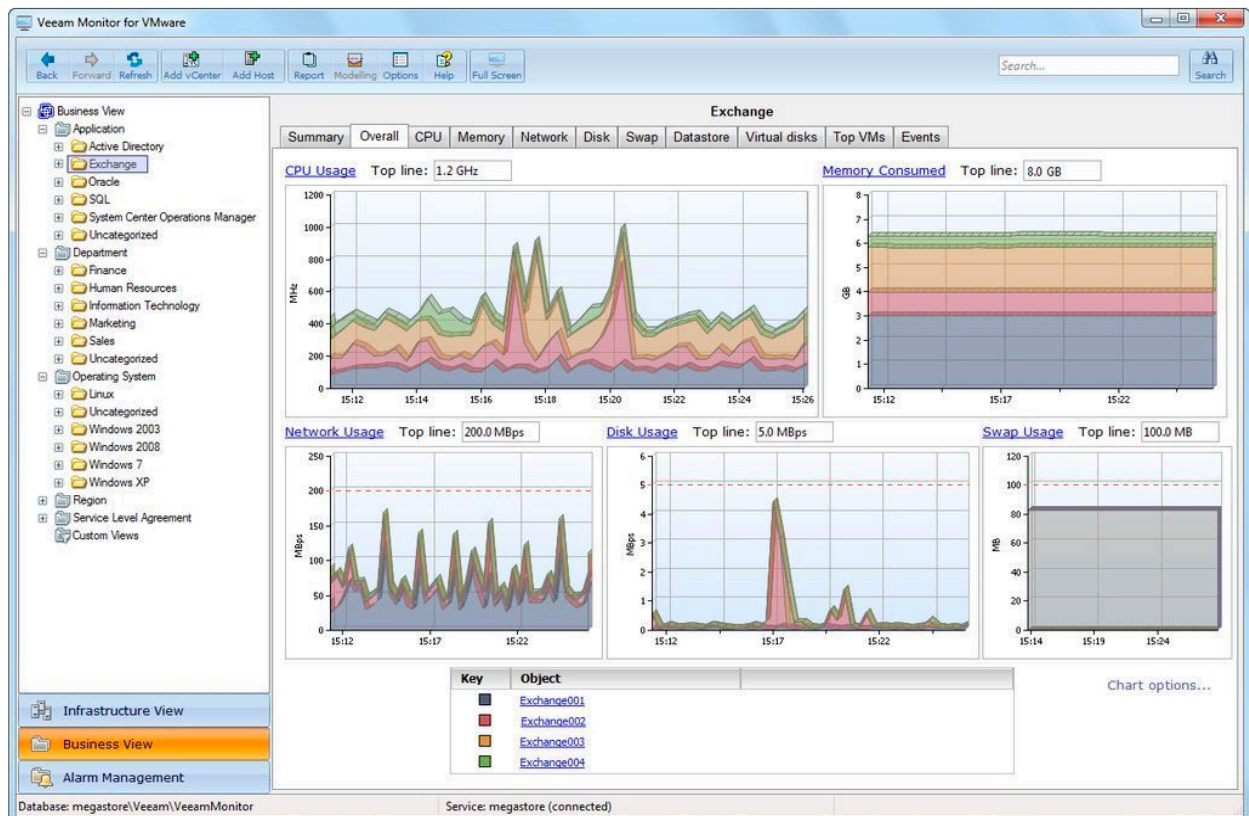 Veeam Monitor for VMware
Back Forward Refresh Add vCenter Add Host Report Modelling Options Help Full Screen Search... Search
Business View
Application
Active Directory
Exchange
Oracle
SQL
System Center Operations Manager
Uncategorized
Department
Finance
Human Resources
Information Technology
Marketing
Sales
Uncategorized
Operating System
Linux
Uncategorized
Windows 2003
Windows 2008
Windows 7
Windows XP
Region
Service Level Agreement
Custom Views
Infrastructure View
Business View
Alarm Management
Exchange
Summary Overall CPU Memory Network Disk Swap Datastore Virtual disks Top VMs Events
CPU Usage Top line: 1.2 GHz
1200
1000
800
600
400
200
0
MHz
15:12 15:14 15:16 15:18 15:20 15:22 15:24 15:26
Memory Consumed Top line: 8.0 GB
8
7
6
5
4
3
2
1
0
GB
15:12 15:17 15:22
Network Usage Top line: 200.0 MBps
250
200
150
100
50
0
MBps
15:12 15:17 15:22
Disk Usage Top line: 5.0 MBps
6
5
4
3
2
1
0
MBps
15:12 15:17 15:22
Swap Usage Top line: 100.0 MB
120
100
80
60
40
20
0
MB
15:14 15:19 15:24
Key Object
Exchange001
Exchange002
Exchange003
Exchange004
Chart options...
Database: megastore\Veeam\VeeamMonitor Service: megastore (connected)